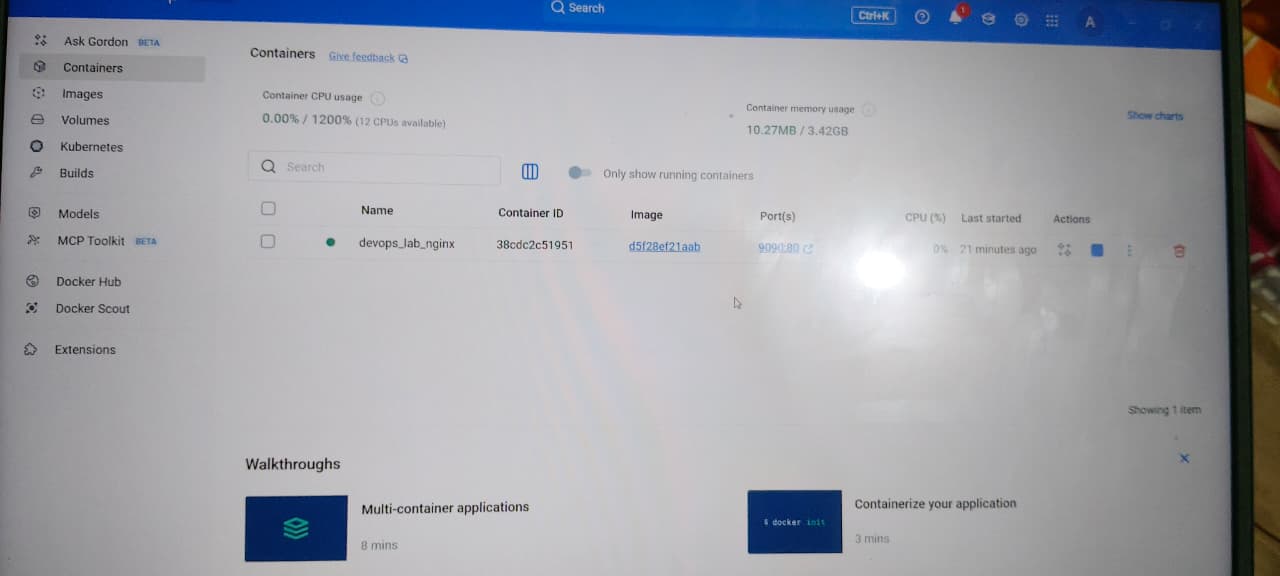 Search
Ctrl+K
1
A
Ask Gordon BETA
Containers
Images
Volumes
Kubernetes
Builds
Models
MCP Toolkit BETA
Docker Hub
Docker Scout
Extensions
Containers Give feedback
Container CPU usage
0.00% / 1200% (12 CPUs available)
Container memory usage
10.27MB / 3.42GB
Show charts
Search
Only show running containers
Name Container ID Image Port(s) CPU (%) Last started Actions
devops_lab_nginx 38cdc2c51951 d5f28ef21aab 9090:80 0% 21 minutes ago
Showing 1 item
Walkthroughs
Multi-container applications
8 mins
$ docker init
Containerize your application
3 mins